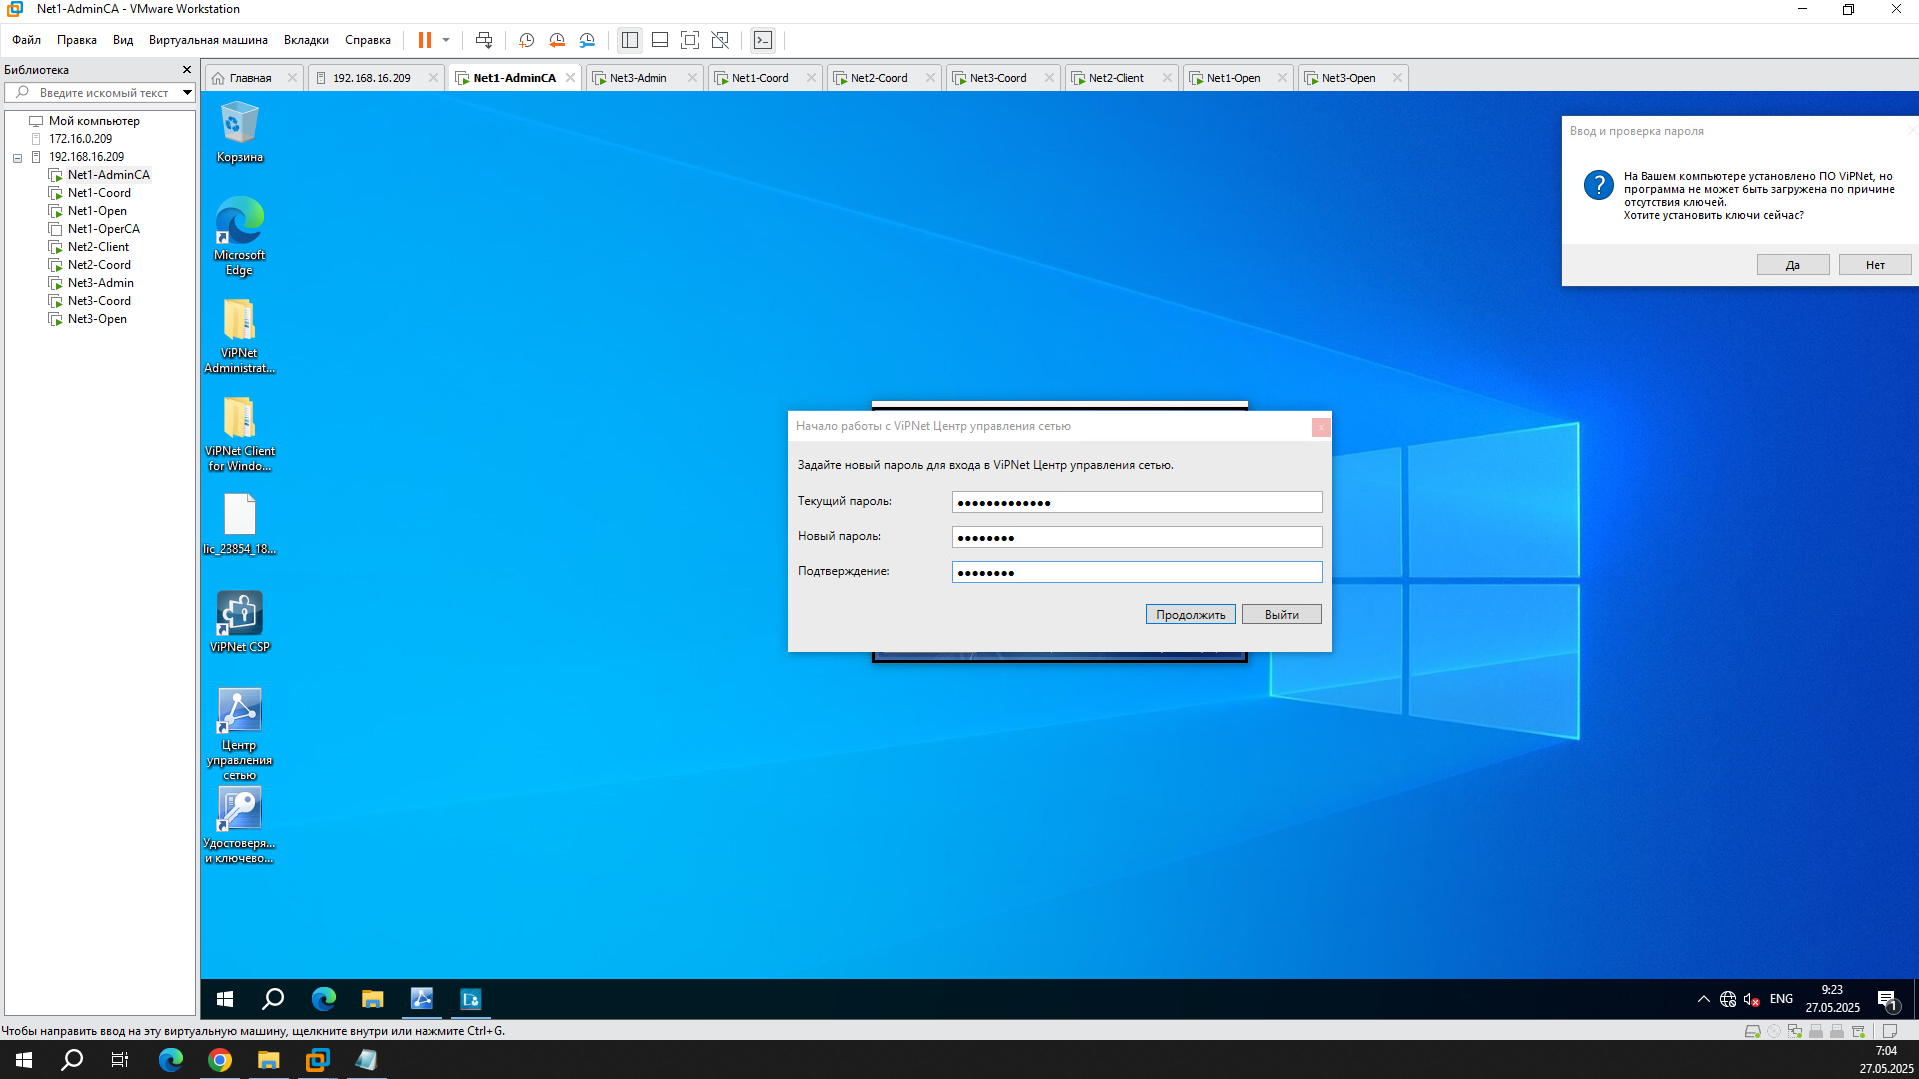 Net1-AdminCA - VMware Workstation
Файл Правка Вид Виртуальная машина Вкладки Справка
Библиотека
Введите искомый текст
Мой компьютер
172.16.0.209
192.168.16.209
Net1-AdminCA
Net1-Coord
Net1-Open
Net1-OperCA
Net2-Client
Net2-Coord
Net3-Admin
Net3-Coord
Net3-Open
Главная 192.168.16.209 Net1-AdminCA Net3-Admin Net1-Coord Net2-Coord Net3-Coord Net2-Client Net1-Open Net3-Open
Корзина
Microsoft
Edge
ViPNet
Administrat...
ViPNet Client
for Windo...
lic_23854_18...
ViPNet CSP
Центр
управления
сетью
Удостоверя...
и ключево...
Ввод и проверка пароля
На Вашем компьютере установлено ПО ViPNet, но
программа не может быть загружена по причине
отсутствия ключей.
Хотите установить ключи сейчас?
Да Нет
Начало работы с ViPNet Центр управления сетью
Задайте новый пароль для входа в ViPNet Центр управления сетью.
Текущий пароль:
Новый пароль:
Подтверждение:
Продолжить Выйти
ENG
9:23
27.05.2025
1
Чтобы направить ввод на эту виртуальную машину, щелкните внутри или нажмите Ctrl+G.
7:04
27.05.2025